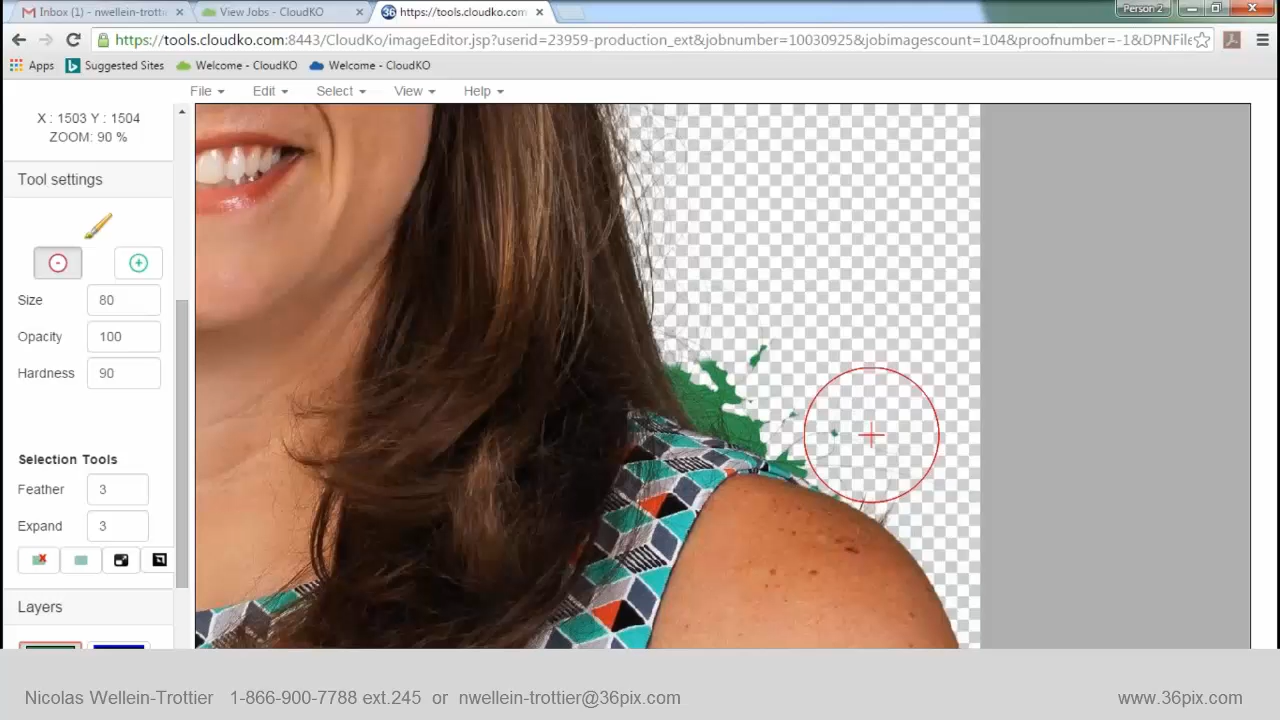 Inbox (1) - nwellein-trotti
View Jobs - CloudKO
36 https://tools.cloudko.com
Person 2
https://tools.cloudko.com:8443/CloudKo/imageEditor.jsp?userid=23959-production_ext&jobnumber=10030925&jobimagescount=104&proofnumber=-1&DPNFile
Apps
Suggested Sites
Welcome - CloudKO
Welcome - CloudKO
File
Edit
Select
View
Help
X : 1503 Y : 1504
ZOOM: 90 %
Tool settings
Size 80
Opacity 100
Hardness 90
Selection Tools
Feather 3
Expand 3
Layers
Nicolas Wellein-Trottier 1-866-900-7788 ext.245 or nwellein-trottier@36pix.com
www.36pix.com